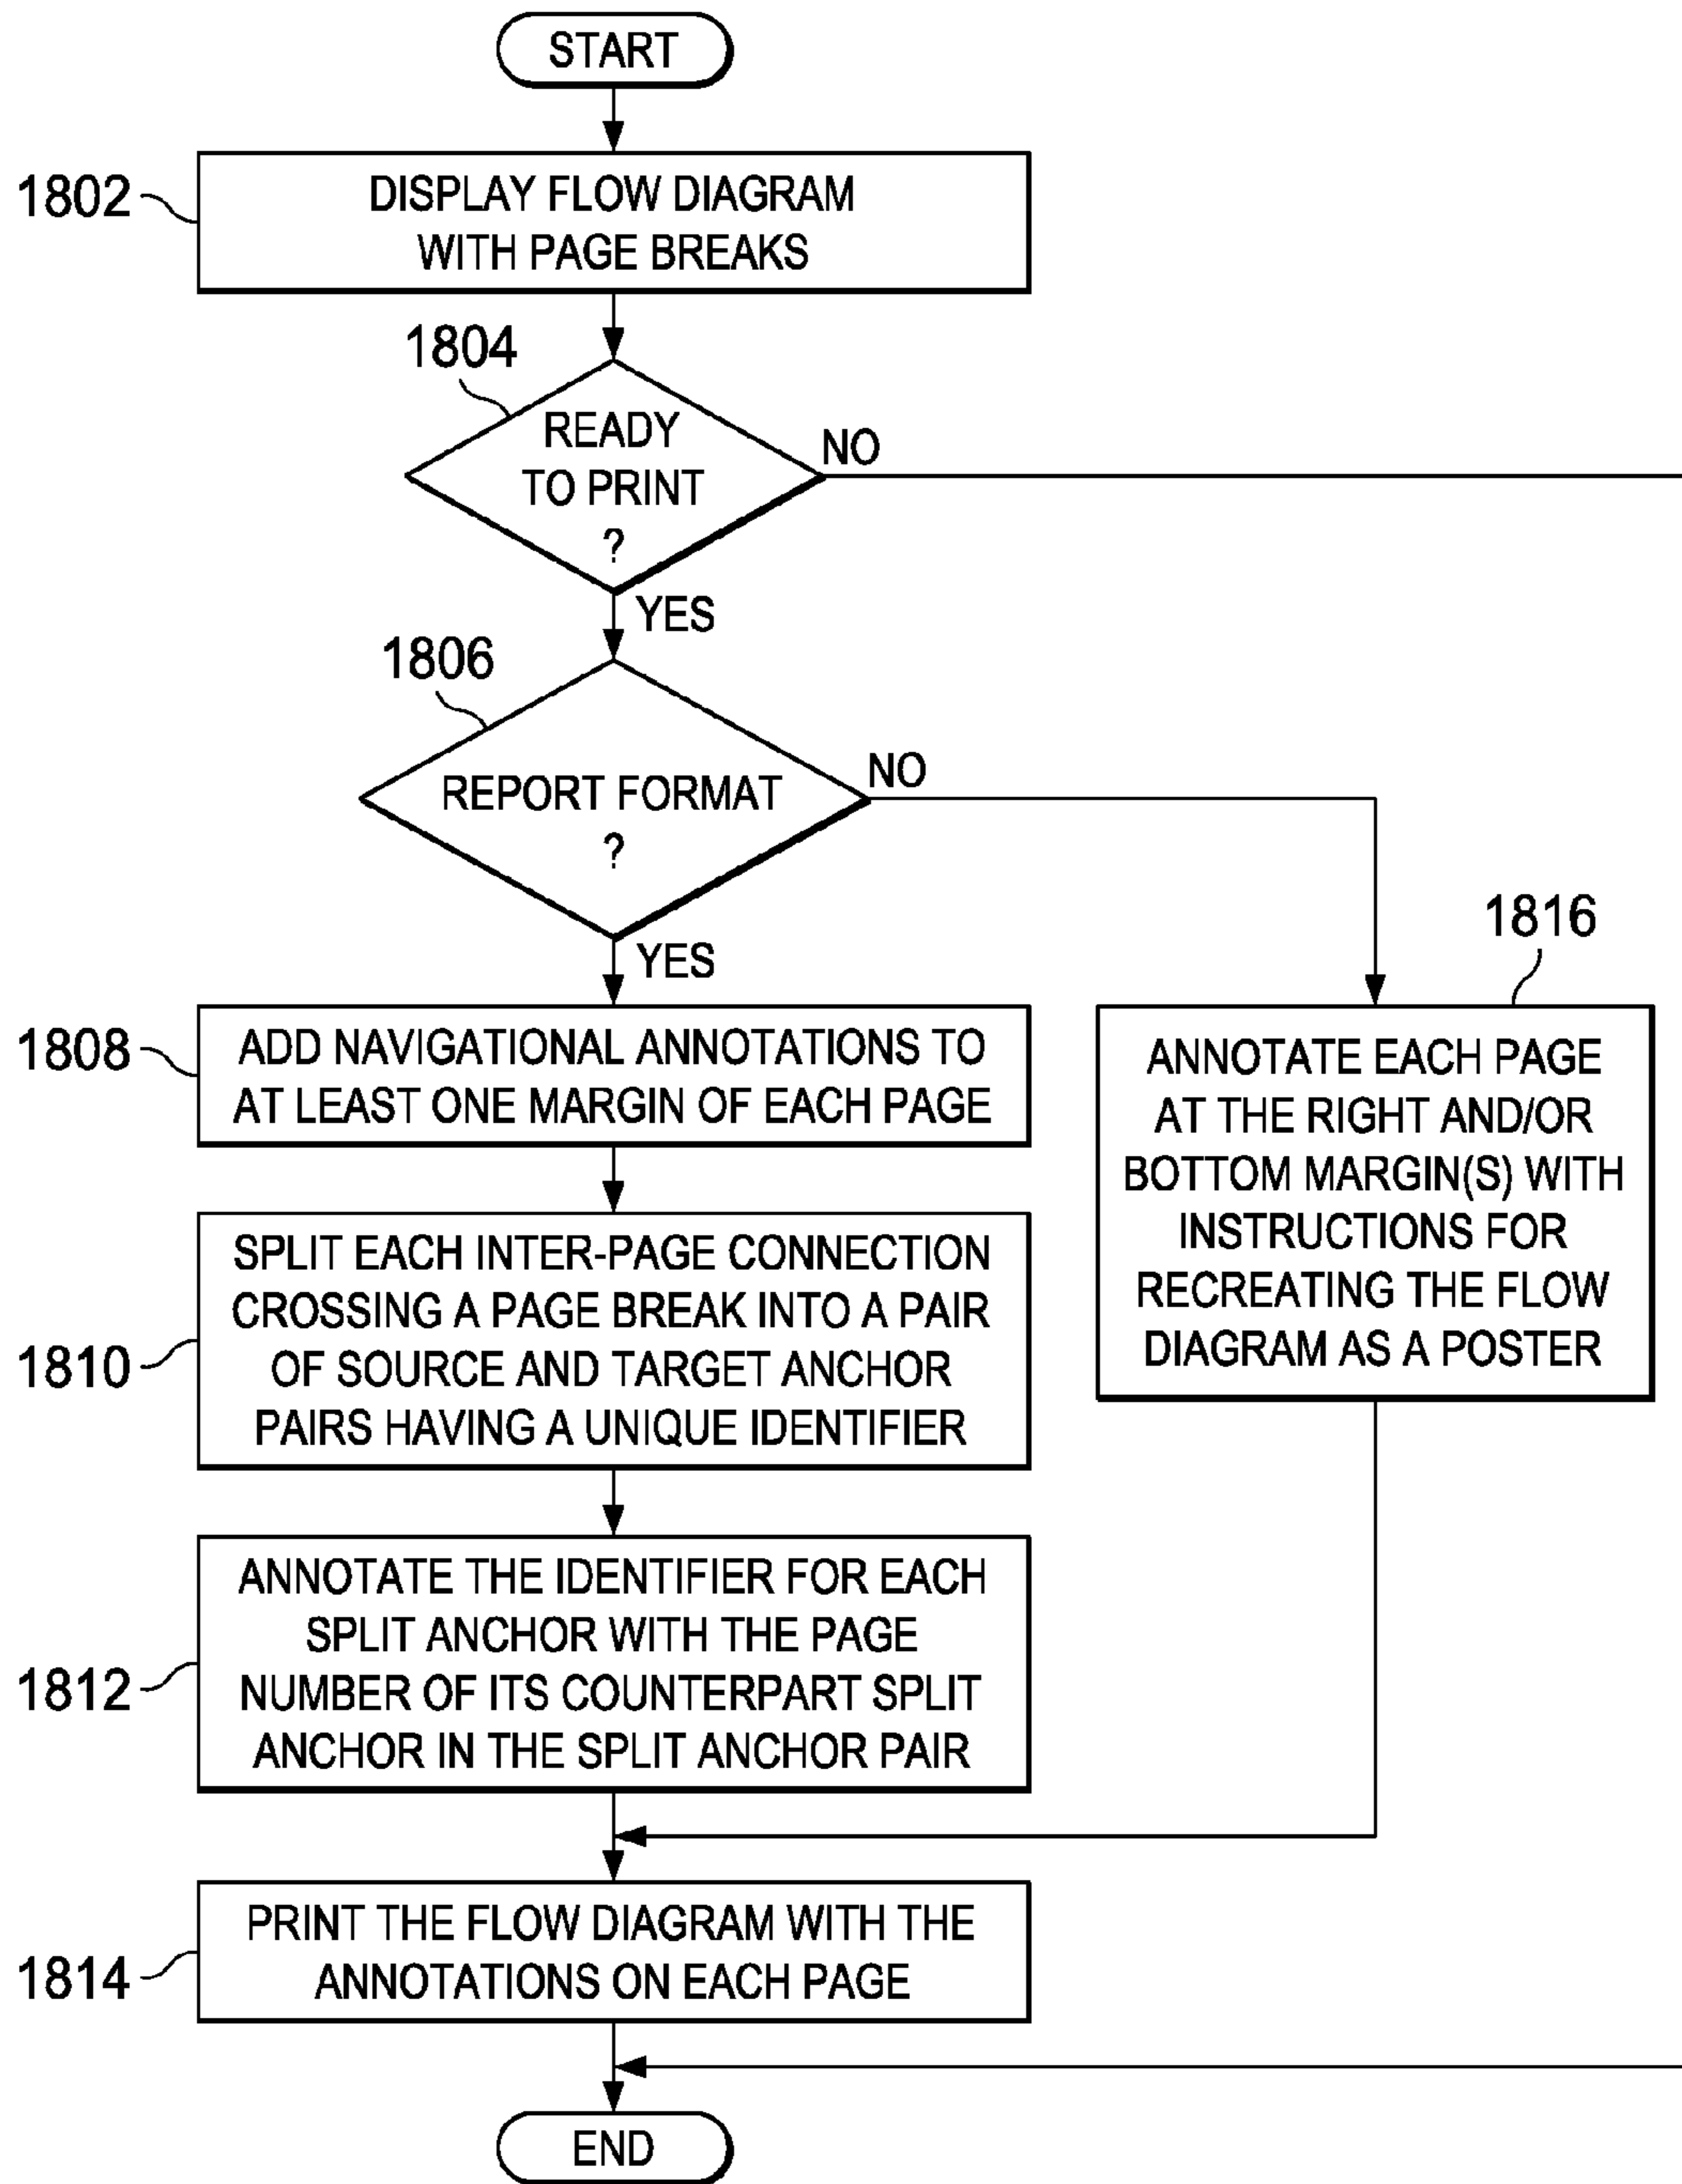 START
1802
DISPLAY FLOW DIAGRAM
WITH PAGE BREAKS
1804
READY
TO PRINT
?
NO
YES
1806
REPORT FORMAT
?
NO
YES
1808
ADD NAVIGATIONAL ANNOTATIONS TO
AT LEAST ONE MARGIN OF EACH PAGE
1816
ANNOTATE EACH PAGE
AT THE RIGHT AND/OR
BOTTOM MARGIN(S) WITH
INSTRUCTIONS FOR
RECREATING THE FLOW
DIAGRAM AS A POSTER
1810
SPLIT EACH INTER-PAGE CONNECTION
CROSSING A PAGE BREAK INTO A PAIR
OF SOURCE AND TARGET ANCHOR
PAIRS HAVING A UNIQUE IDENTIFIER
1812
ANNOTATE THE IDENTIFIER FOR EACH
SPLIT ANCHOR WITH THE PAGE
NUMBER OF ITS COUNTERPART SPLIT
ANCHOR IN THE SPLIT ANCHOR PAIR
1814
PRINT THE FLOW DIAGRAM WITH THE
ANNOTATIONS ON EACH PAGE
END